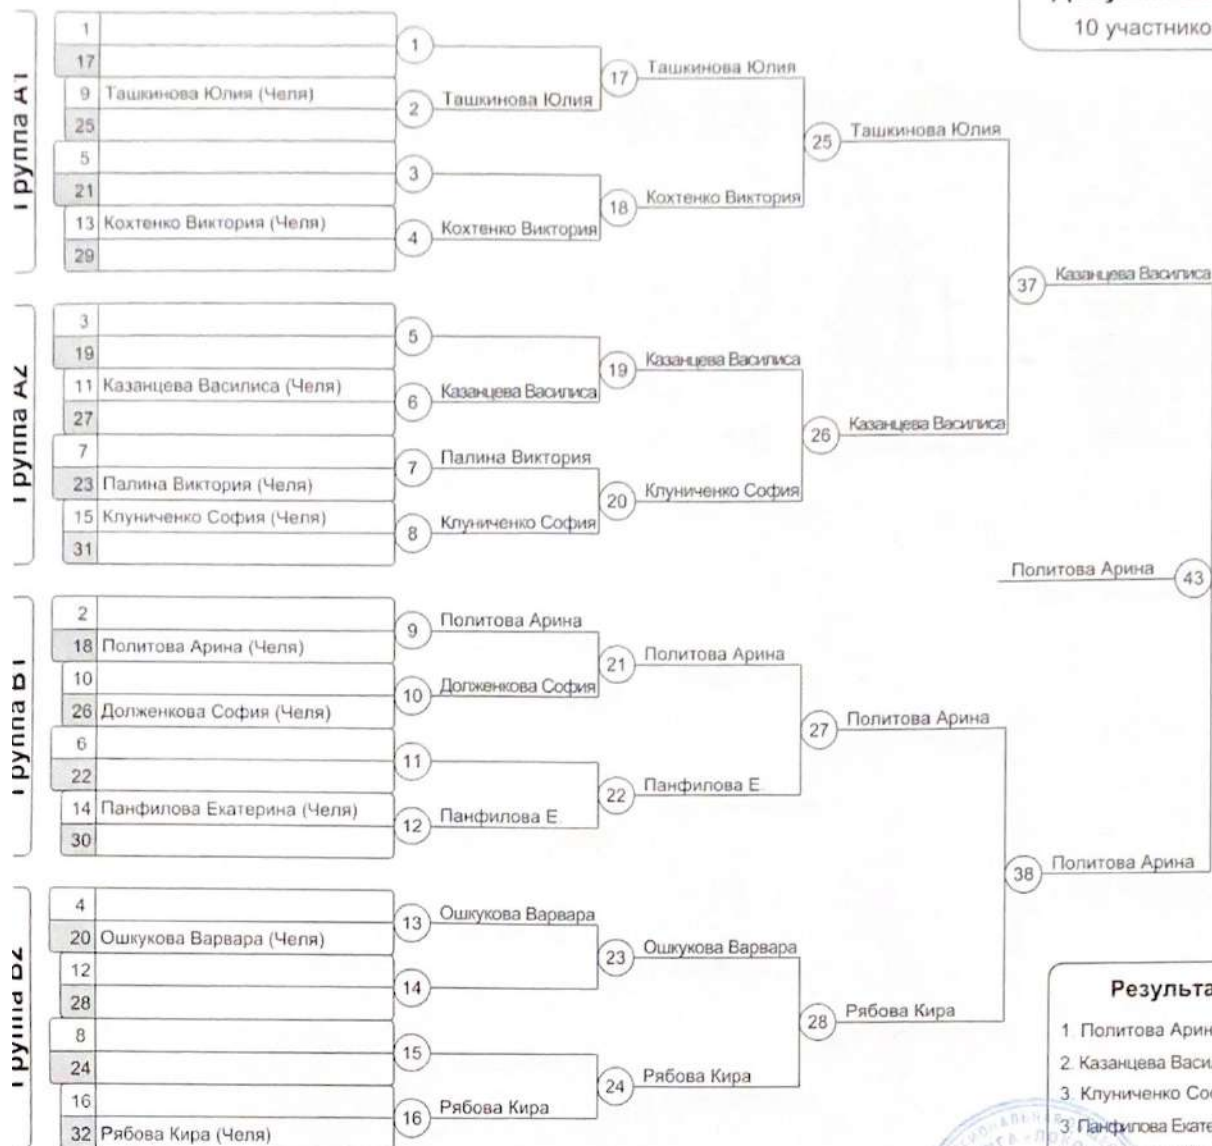 10 участнико
Группа A1
1
17
9 Ташкинова Юлия (Челя)
25
5
21
13 Кохтенко Виктория (Челя)
29
1
2 Ташкинова Юлия
3
4 Кохтенко Виктория
17 Ташкинова Юлия
18 Кохтенко Виктория
25 Ташкинова Юлия
Группа A2
3
19
11 Казанцева Василиса (Челя)
27
7
23 Палина Виктория (Челя)
15 Клуниченко София (Челя)
31
5
6 Казанцева Василиса
7 Палина Виктория
8 Клуниченко София
19 Казанцева Василиса
20 Клуниченко София
26 Казанцева Василиса
37 Казанцева Василиса
Политова Арина 43
Группа B1
2
18 Политова Арина (Челя)
10
26 Долженкова София (Челя)
6
22
14 Панфилова Екатерина (Челя)
30
9 Политова Арина
10 Долженкова София
11
12 Панфилова Е.
21 Политова Арина
22 Панфилова Е.
27 Политова Арина
38 Политова Арина
Группа B2
4
20 Ошкукова Варвара (Челя)
12
28
8
24
16
32 Рябова Кира (Челя)
13 Ошкукова Варвара
14
15
16 Рябова Кира
23 Ошкукова Варвара
24 Рябова Кира
28 Рябова Кира
Результа
1. Политова Арин
2. Казанцева Васи
3. Клуниченко Со
3. Панфилова Екате